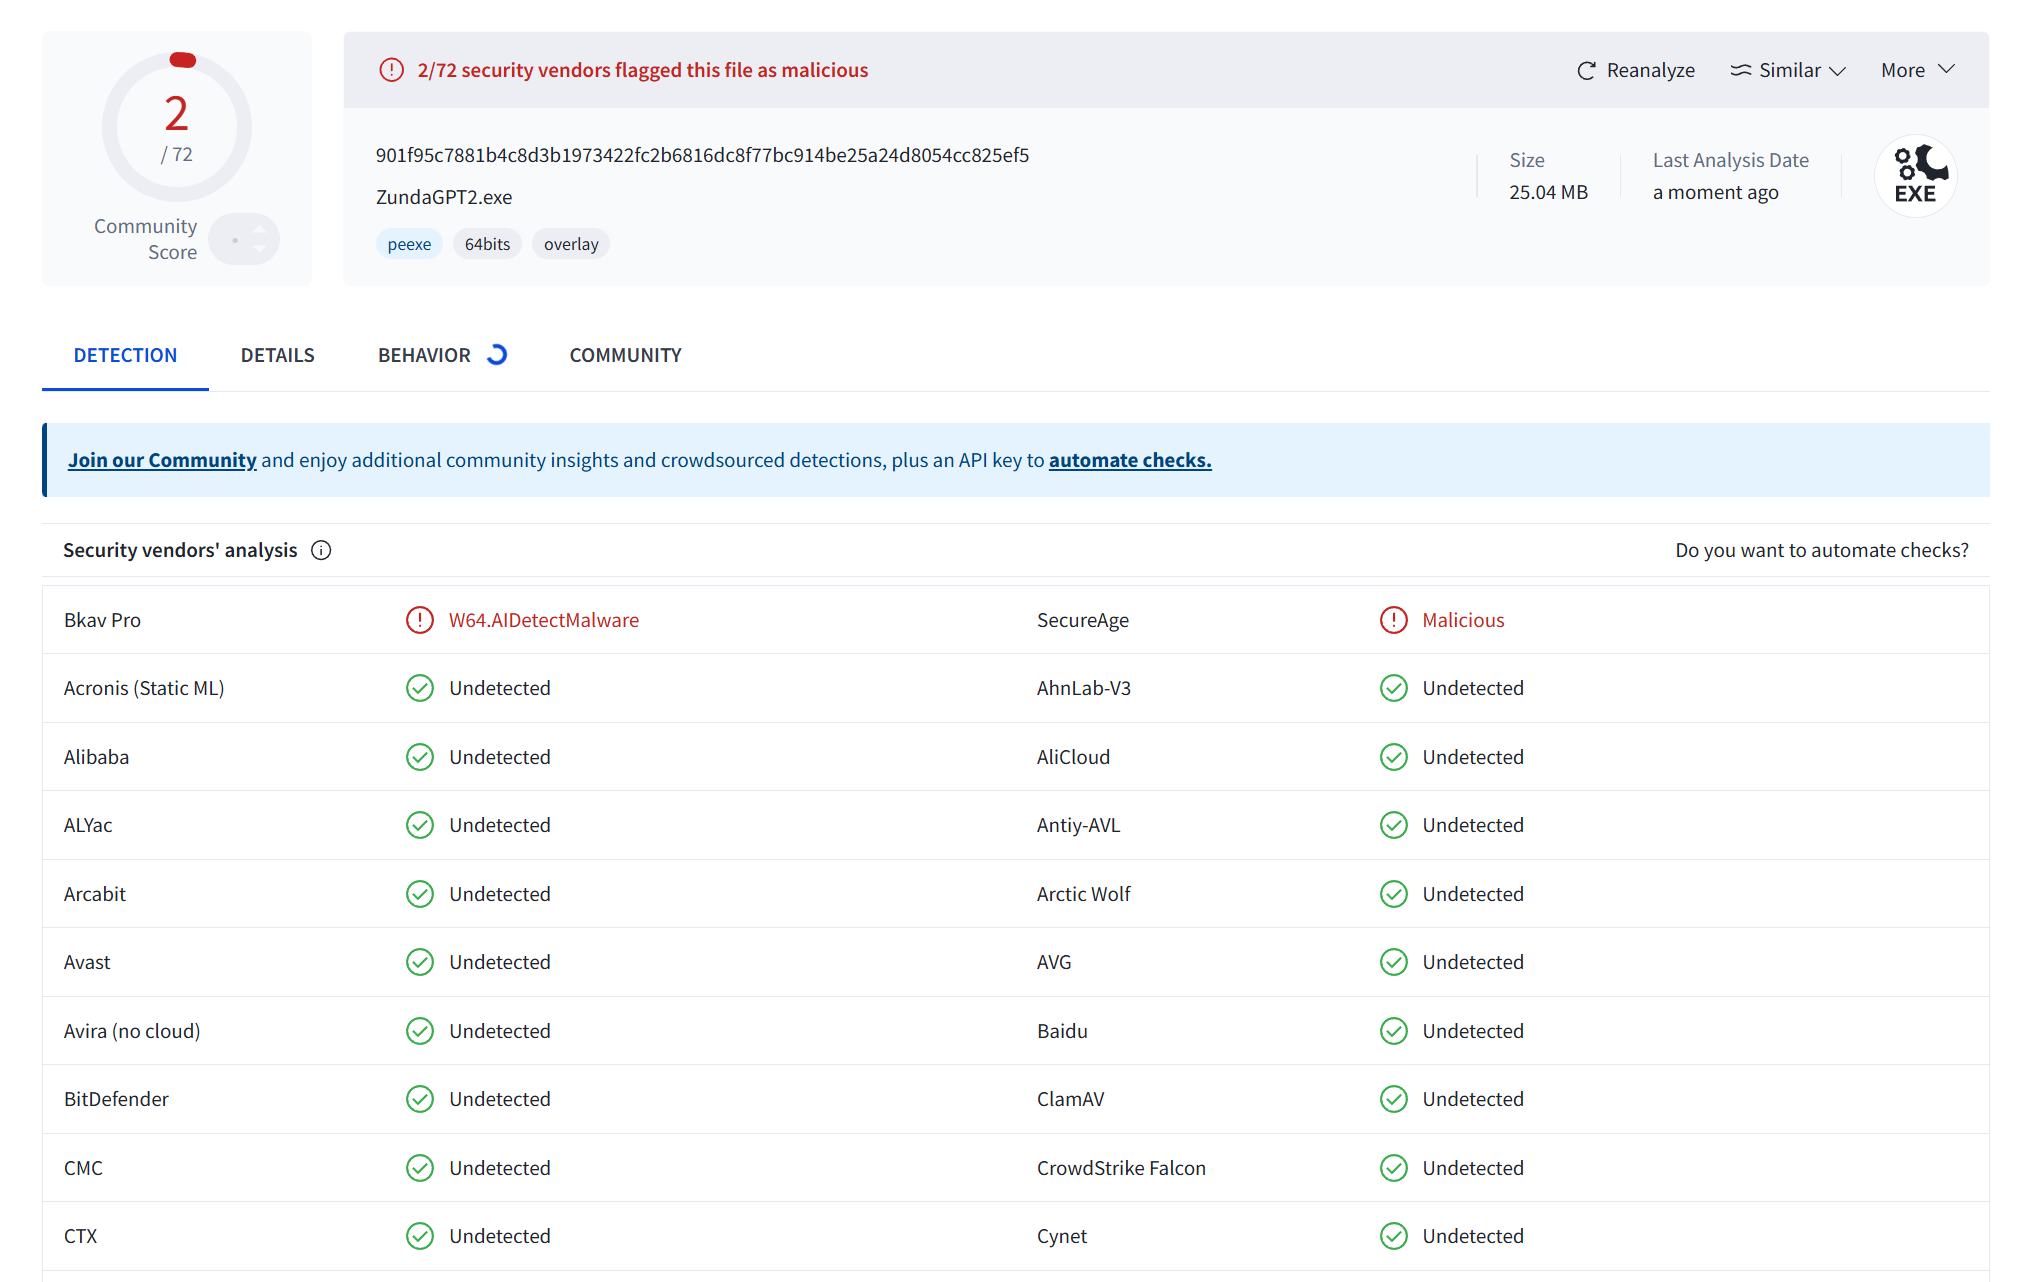 2
/ 72
Community
Score
2/72 security vendors flagged this file as malicious
Reanalyze
Similar
More
901f95c7881b4c8d3b1973422fc2b6816dc8f77bc914be25a24d8054cc825ef5
ZundaGPT2.exe
peexe
64bits
overlay
Size
25.04 MB
Last Analysis Date
a moment ago
EXE
DETECTION
DETAILS
BEHAVIOR
COMMUNITY
Join our Community and enjoy additional community insights and crowdsourced detections, plus an API key to automate checks.
Security vendors' analysis
Do you want to automate checks?
Bkav Pro W64.AIDetectMalware SecureAge Malicious
Acronis (Static ML) Undetected AhnLab-V3 Undetected
Alibaba Undetected AliCloud Undetected
ALYac Undetected Antiy-AVL Undetected
Arcabit Undetected Arctic Wolf Undetected
Avast Undetected AVG Undetected
Avira (no cloud) Undetected Baidu Undetected
BitDefender Undetected ClamAV Undetected
CMC Undetected CrowdStrike Falcon Undetected
CTX Undetected Cynet Undetected